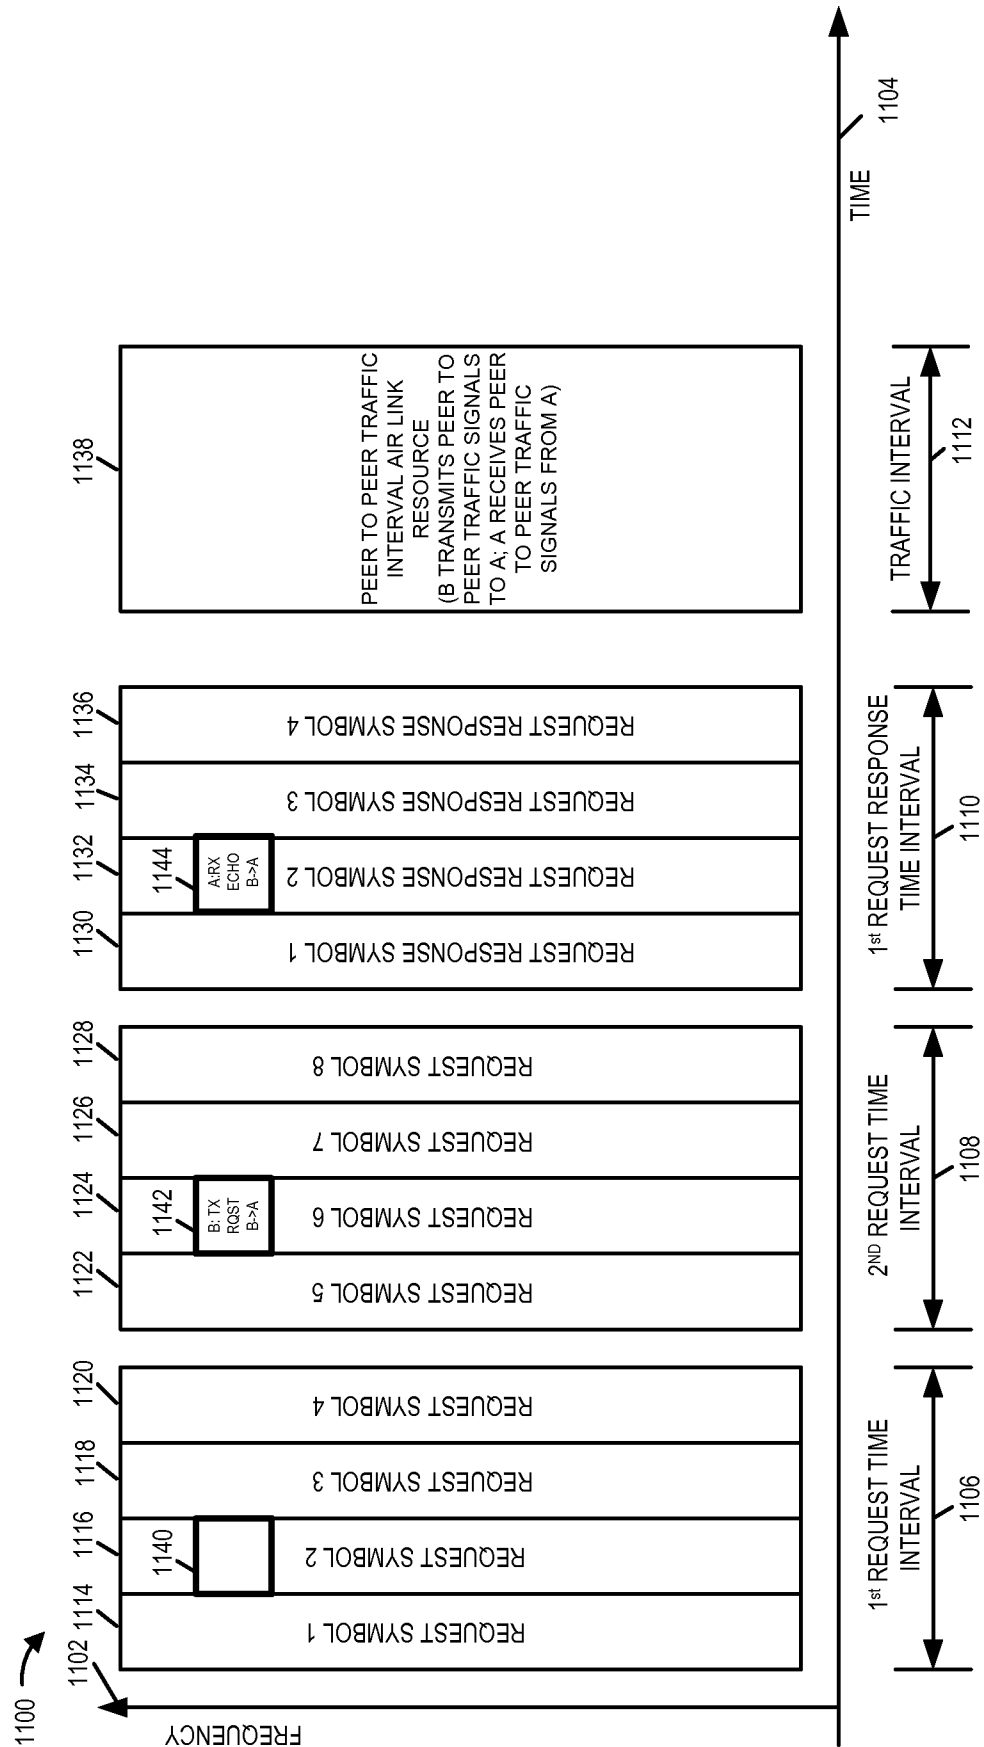 1100
1102
FREQUENCY
1114
1116
1118
1120
1140
REQUEST SYMBOL 1
REQUEST SYMBOL 2
REQUEST SYMBOL 3
REQUEST SYMBOL 4
1st REQUEST TIME
INTERVAL
1106
1122
1124
1126
1128
1142
B: TX
RQST
B->A
REQUEST SYMBOL 5
REQUEST SYMBOL 6
REQUEST SYMBOL 7
REQUEST SYMBOL 8
2ND REQUEST TIME
INTERVAL
1108
1130
1132
1134
1136
1144
A:RX
ECHO
B->A
REQUEST RESPONSE SYMBOL 1
REQUEST RESPONSE SYMBOL 2
REQUEST RESPONSE SYMBOL 3
REQUEST RESPONSE SYMBOL 4
1st REQUEST RESPONSE
TIME INTERVAL
1110
1138
PEER TO PEER TRAFFIC
INTERVAL AIR LINK
RESOURCE
(B TRANSMITS PEER TO
PEER TRAFFIC SIGNALS
TO A; A RECEIVES PEER
TO PEER TRAFFIC
SIGNALS FROM A)
TRAFFIC INTERVAL
1112
TIME
1104